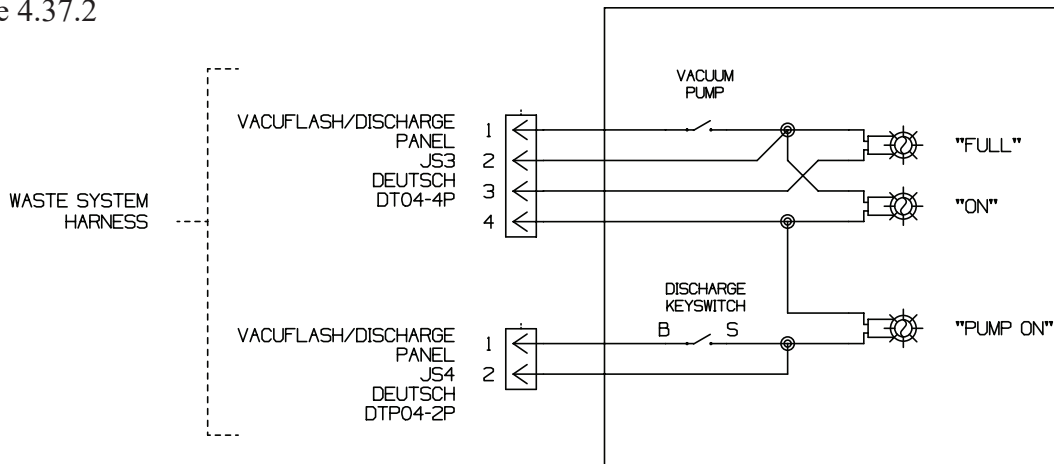 e 4.37.2
VACUUM
PUMP
VACUFLASH/DISCHARGE
PANEL
JS3
DEUTSCH
DT04-4P
1
2
3
4
"FULL"
"ON"
WASTE SYSTEM
HARNESS
DISCHARGE
KEYSWITCH
B S
"PUMP ON"
VACUFLASH/DISCHARGE
PANEL
JS4
DEUTSCH
DTP04-2P
1
2